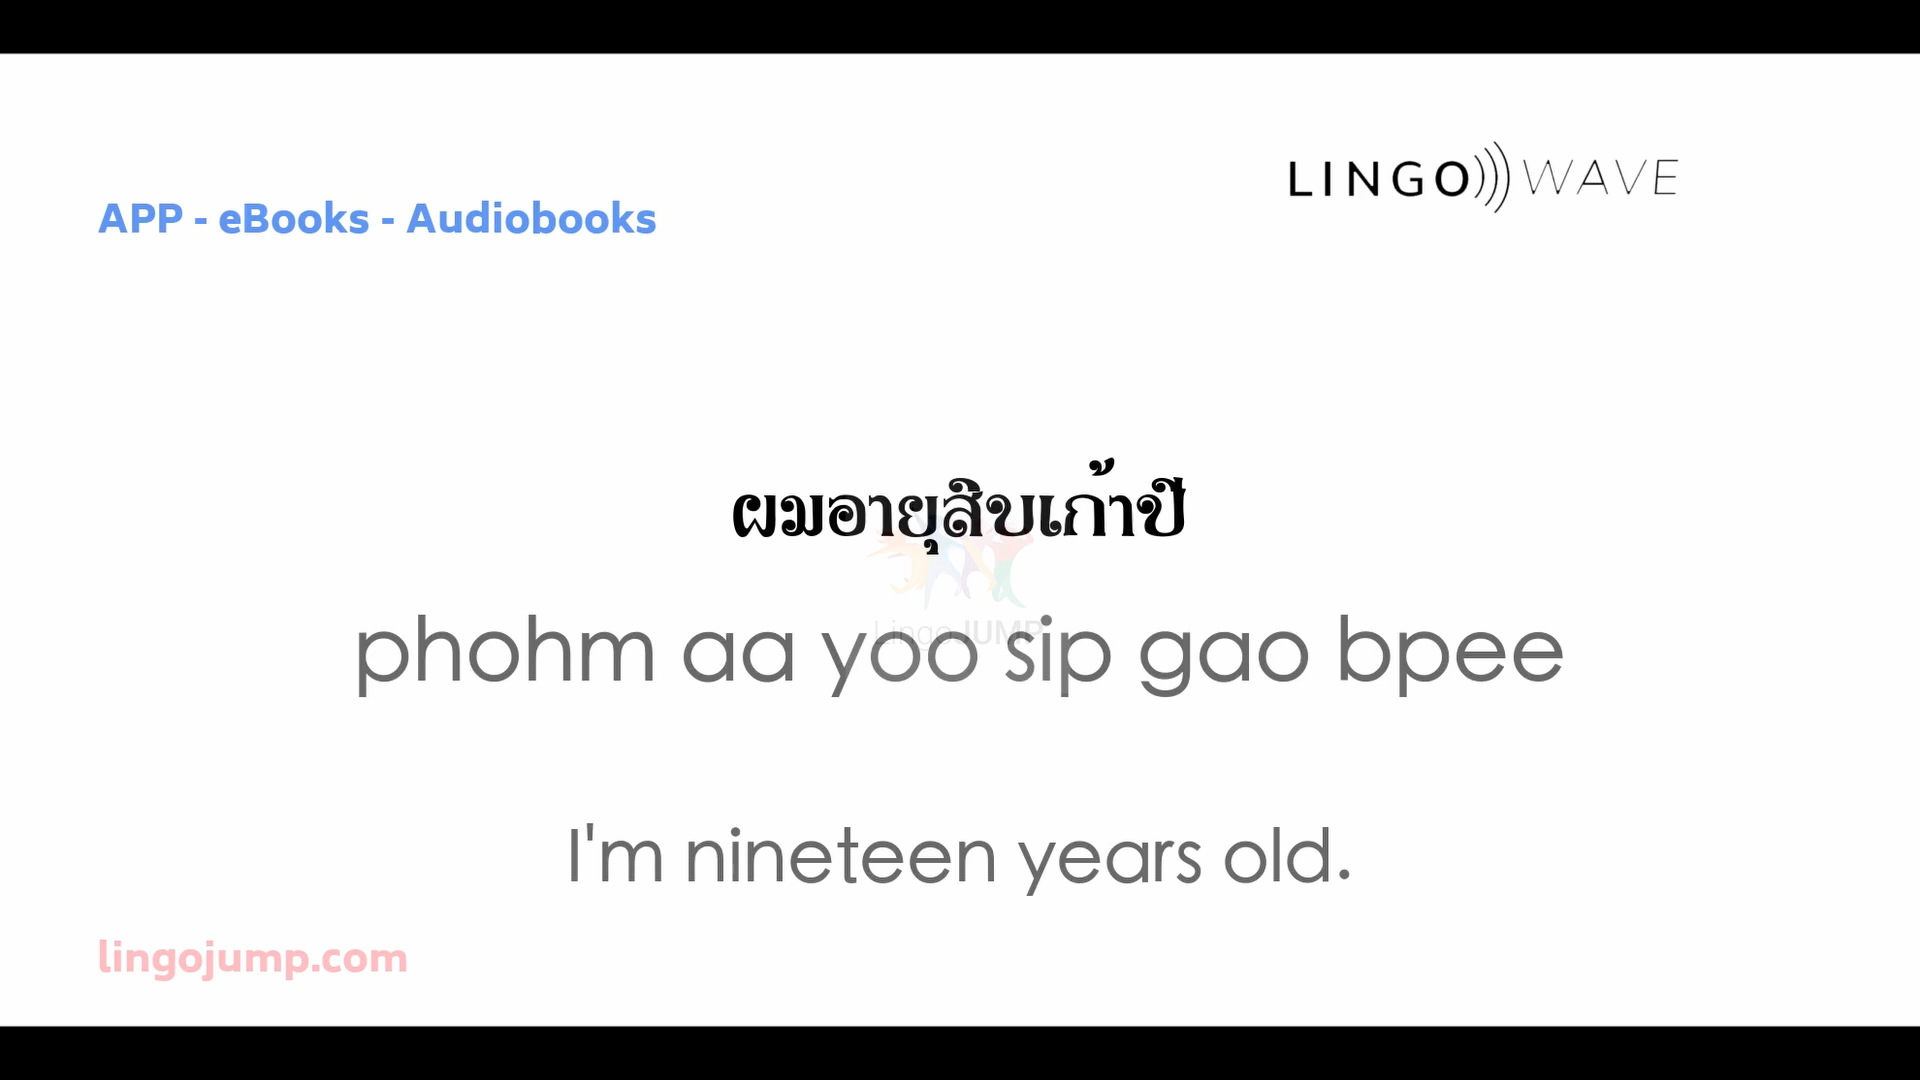 LINGO WAVE
APP - eBooks - Audiobooks
ผมอายุสิบเก้าปี
LingoJUMP
phohm aa yoo sip gao bpee
I'm nineteen years old.
lingojump.com